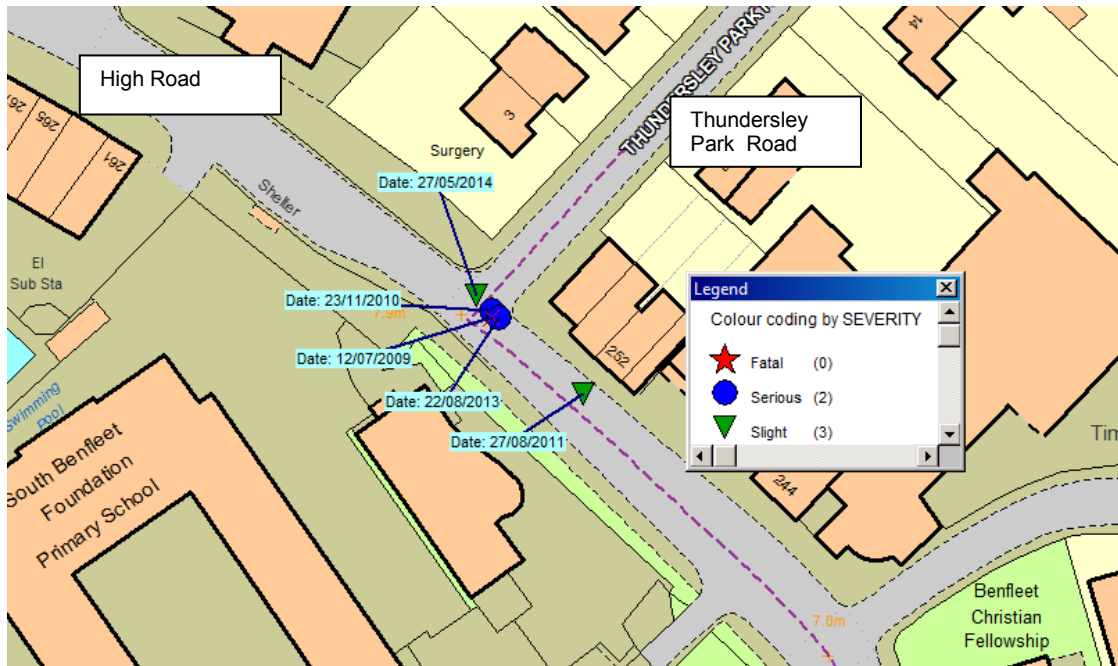 High Road
THUNDERSLEY PARK
Thundersley
Park Road
14
3
Surgery
265
261
Shelter
Date: 27/05/2014
El
Sub Sta
Date: 23/11/2010
7.9m
Date: 12/07/2009
Date: 22/08/2013
Date: 27/08/2011
252
244
Legend
Colour coding by SEVERITY
Fatal (0)
Serious (2)
Slight (3)
Tim
Swimming
Pool
South Benfleet
Foundation
Primary School
7.8m
Benfleet
Christian
Fellowship